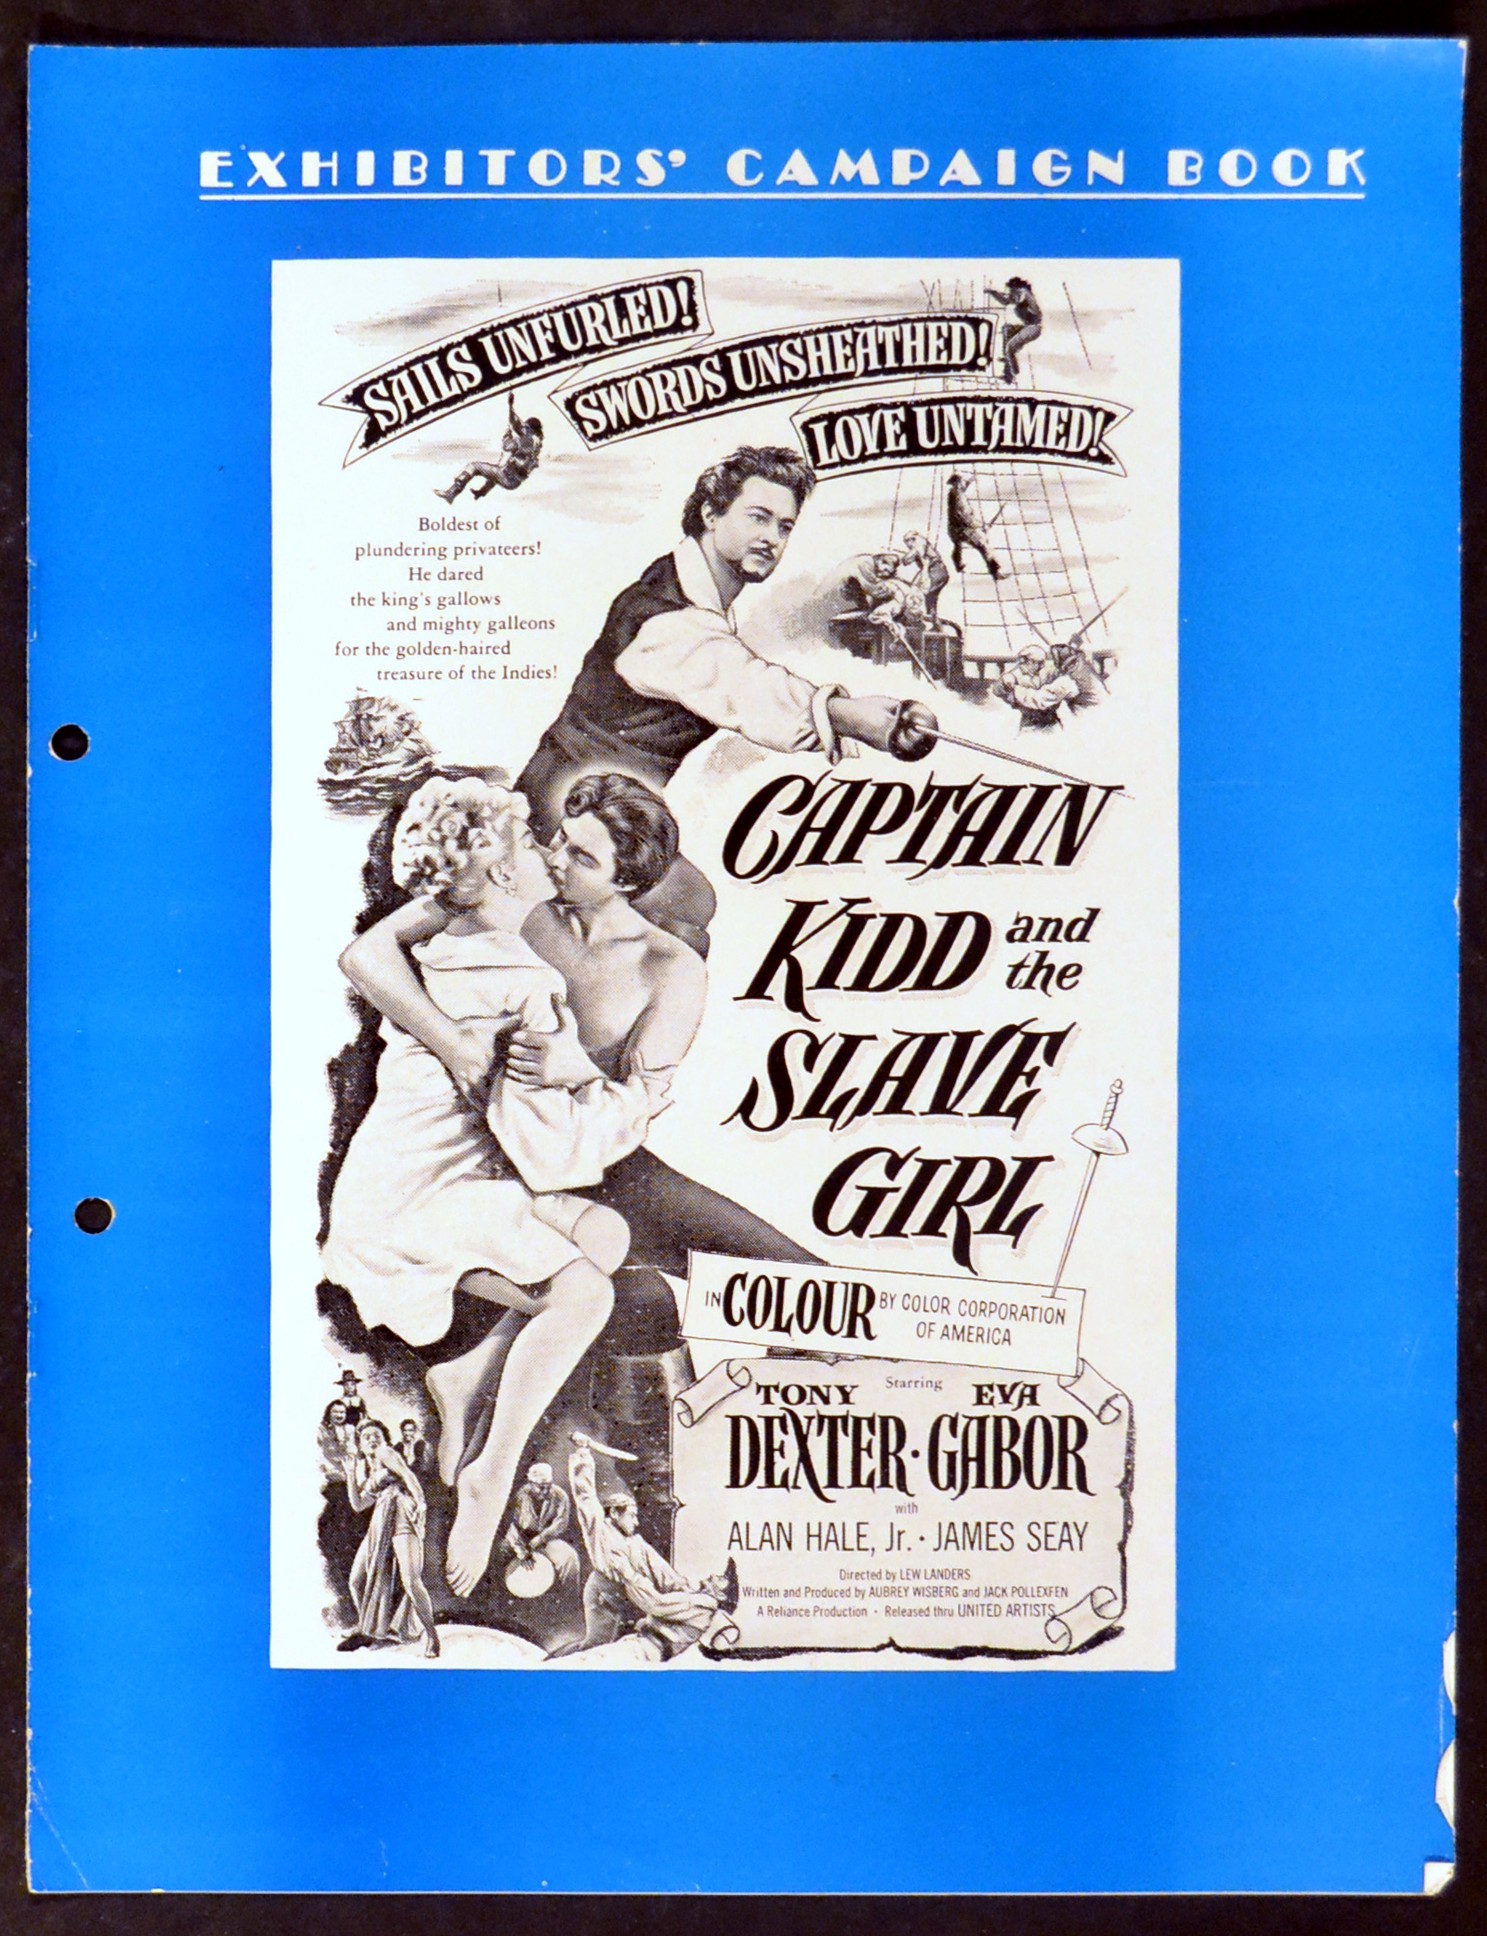 EXHIBITORS' CAMPAIGN BOOK
SAILS UNFURLED!
SWORDS UNSHEATHED!
LOVE UNTAMED!
Boldest of
plundering privateers!
He dared
the king's gallows
and mighty galleons
for the golden-haired
treasure of the Indies!
CAPTAIN
KIDD and
the
SLAVE
GIRL
IN COLOUR BY COLOR CORPORATION
OF AMERICA
Starring
TONY EVA
DEXTER · GABOR
with
ALAN HALE, Jr. · JAMES SEAY
Directed by LEW LANDERS
Written and Produced by AUBREY WISBERG and JACK POLLEXFEN
A Reliance Production · Released thru UNITED ARTISTS